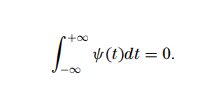 ∫_{-∞}^{+∞} ψ(t)dt = 0.